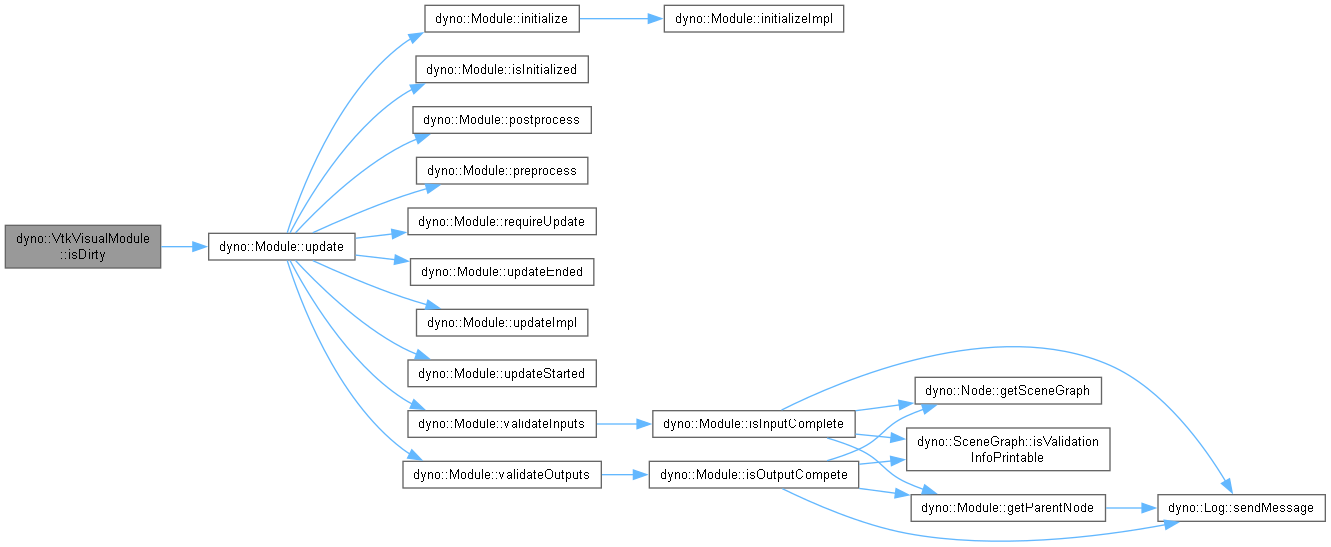 dyno::VtkVisualModule
::isDirty
dyno::Module::update
dyno::Module::initialize
dyno::Module::initializeImpl
dyno::Module::isInitialized
dyno::Module::postprocess
dyno::Module::preprocess
dyno::Module::requireUpdate
dyno::Module::updateEnded
dyno::Module::updateImpl
dyno::Module::updateStarted
dyno::Module::validateInputs
dyno::Module::validateOutputs
dyno::Module::isInputComplete
dyno::Module::isOutputCompete
dyno::Node::getSceneGraph
dyno::SceneGraph::isValidation
InfoPrintable
dyno::Module::getParentNode
dyno::Log::sendMessage